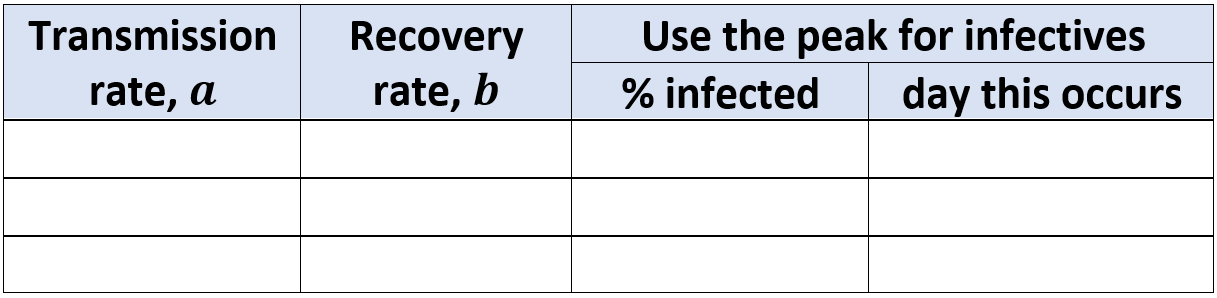 Transmission
rate, a
Recovery
rate, b
Use the peak for infectives
% infected
day this occurs